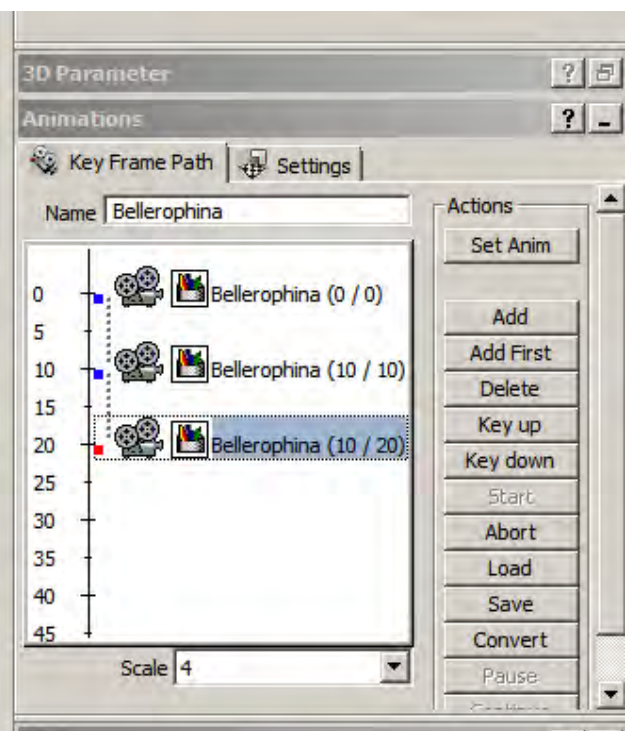 3D Parameter ?
Animations ?
Key Frame Path Settings
Name Bellerophina
0 Bellerophina (0 / 0)
5
10 Bellerophina (10 / 10)
15
20 Bellerophina (10 / 20)
25
30
35
40
45
Scale 4
Actions
Set Anim
Add
Add First
Delete
Key up
Key down
Start
Abort
Load
Save
Convert
Pause